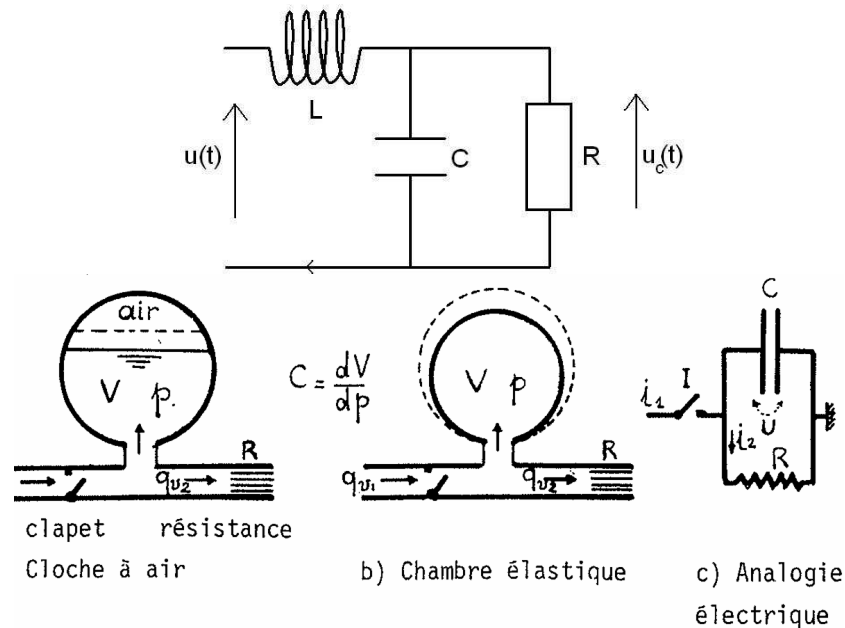 L
u(t)
C
R
u_c(t)
air
V p.
R
q_v2
clapet résistance
Cloche à air
C = dV/dp
V p
R
q_v1
q_v2
b) Chambre élastique
C
I
i_1
U
i_2
R
c) Analogie
électrique